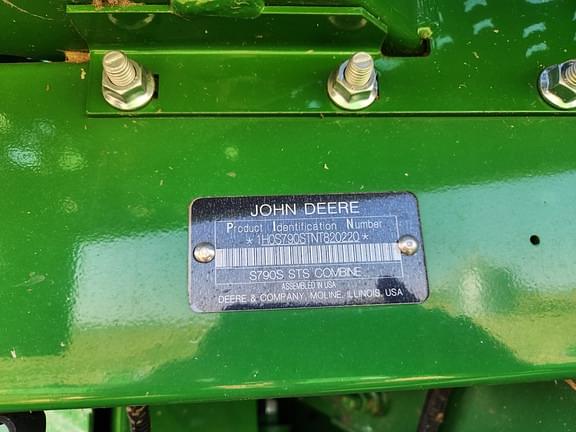 JOHN DEERE
Product Identification Number
*1H0S790STNT820220*
S790S STS COMBINE
ASSEMBLED IN USA
DEERE & COMPANY, MOLINE, ILLINOIS, USA